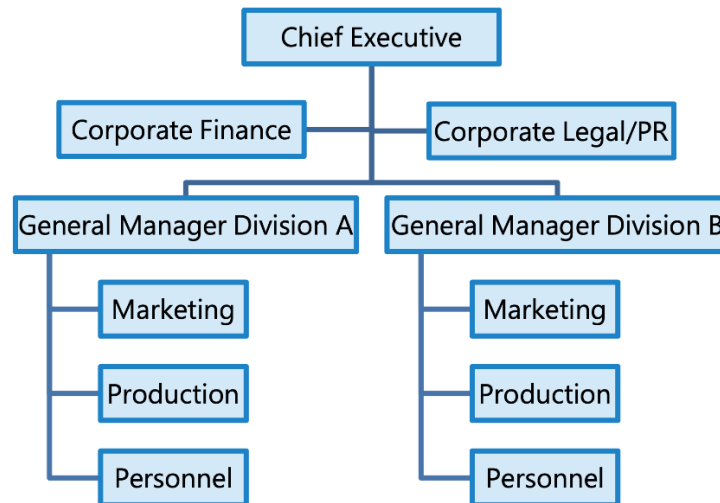 Chief Executive
Corporate Finance
Corporate Legal/PR
General Manager Division A
General Manager Division B
Marketing
Marketing
Production
Production
Personnel
Personnel